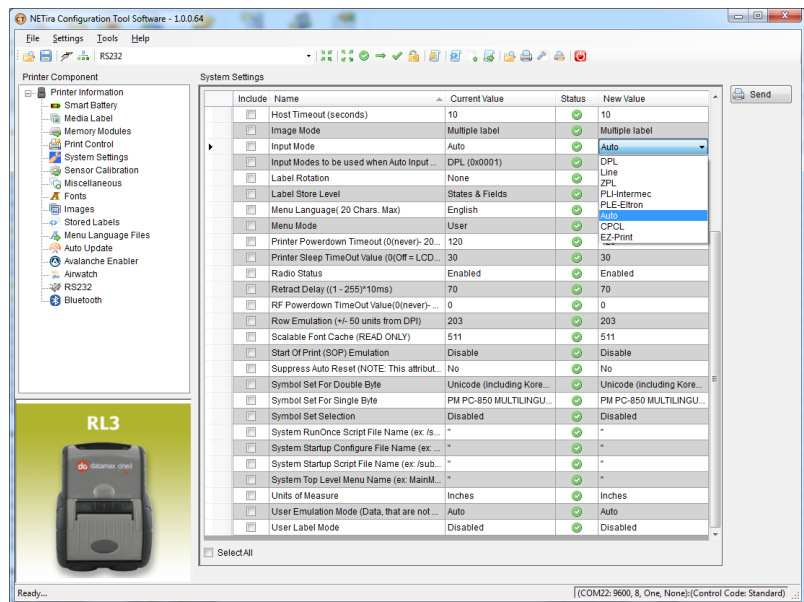 NETira Configuration Tool Software - 1.0.0.64
File Settings Tools Help
RS232
Printer Component
System Settings
Printer Information
Smart Battery
Media Label
Memory Modules
Print Control
System Settings
Sensor Calibration
Miscellaneous
Fonts
Images
Stored Labels
Menu Language Files
Auto Update
Avalanche Enabler
Airwatch
RS232
Bluetooth
RL3
do datamax oneil
Include Name Current Value Status New Value
Host Timeout (seconds) 10 10
Image Mode Multiple label Multiple label
Input Mode Auto Auto
Input Modes to be used when Auto Input ... DPL (0x0001)
Label Rotation None
Label Store Level States & Fields
Menu Language( 20 Chars. Max) English
Menu Mode User
Printer Powerdown Timeout (0(never)- 20... 120
DPL
Line
ZPL
PLI-Intermec
PLE-Eltron
Auto
CPCL
EZ-Print
Printer Sleep TimeOut Value (0(Off = LCD... 30 30
Radio Status Enabled Enabled
Retract Delay ((1 - 255)*10ms) 70 70
RF Powerdown TimeOut Value(0(never)- ... 0 0
Row Emulation (+/- 50 units from DPI) 203 203
Scalable Font Cache (READ ONLY) 511 511
Start Of Print (SOP) Emulation Disable Disable
Suppress Auto Reset (NOTE: This attribut... No No
Symbol Set For Double Byte Unicode (including Kore... Unicode (including Kore...
Symbol Set For Single Byte PM PC-850 MULTILINGU... PM PC-850 MULTILINGU...
Symbol Set Selection Disabled Disabled
System RunOnce Script File Name (ex: /s... " "
System Startup Configure File Name (ex: ... " "
System Startup Script File Name (ex: /sub... " "
System Top Level Menu Name (ex: MainM... " "
Units of Measure Inches Inches
User Emulation Mode (Data, that are not ... Auto Auto
User Label Mode Disabled Disabled
Select All
Send
Ready...
(COM22: 9600, 8, One, None):(Control Code: Standard)